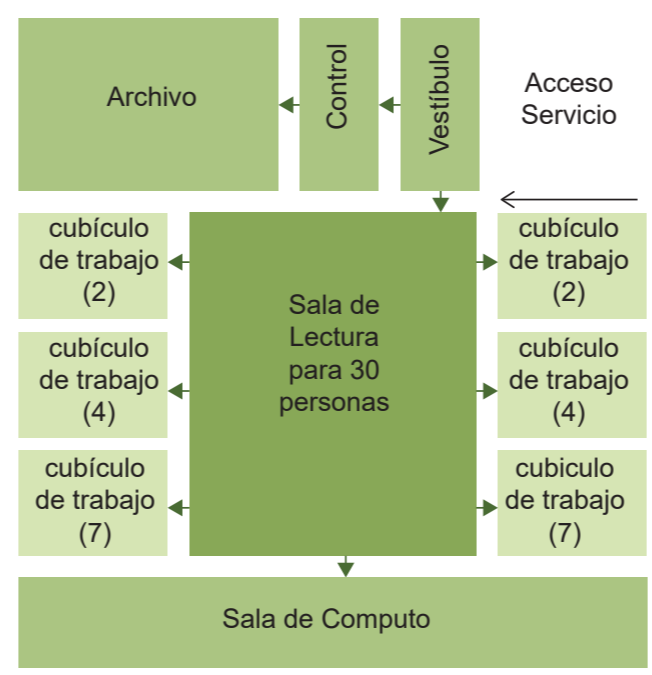 Archivo
Control
Vestíbulo
Acceso
Servicio
cubículo
de trabajo
(2)
Sala de
Lectura
para 30
personas
cubículo
de trabajo
(2)
cubículo
de trabajo
(4)
cubículo
de trabajo
(4)
cubículo
de trabajo
(7)
cubiculo
de trabajo
(7)
Sala de Computo